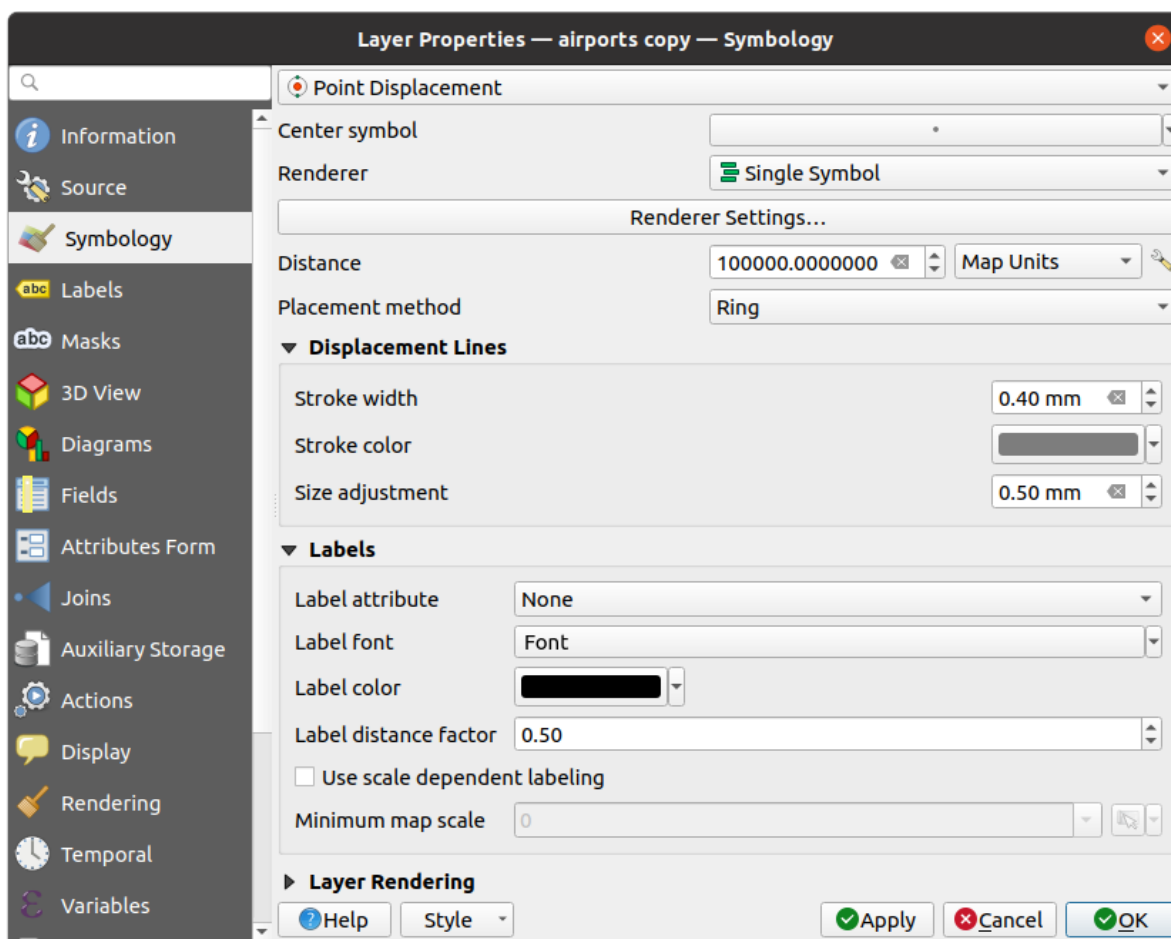 Layer Properties — airports copy — Symbology
Information
Source
Symbology
abc Labels
abc Masks
3D View
Diagrams
Fields
Attributes Form
Joins
Auxiliary Storage
Actions
Display
Rendering
Temporal
Variables
Point Displacement
Center symbol
Renderer Single Symbol
Renderer Settings...
Distance 100000.0000000 Map Units
Placement method Ring
Displacement Lines
Stroke width 0.40 mm
Stroke color
Size adjustment 0.50 mm
Labels
Label attribute None
Label font Font
Label color
Label distance factor 0.50
Use scale dependent labeling
Minimum map scale 0
Layer Rendering
Help Style Apply Cancel OK